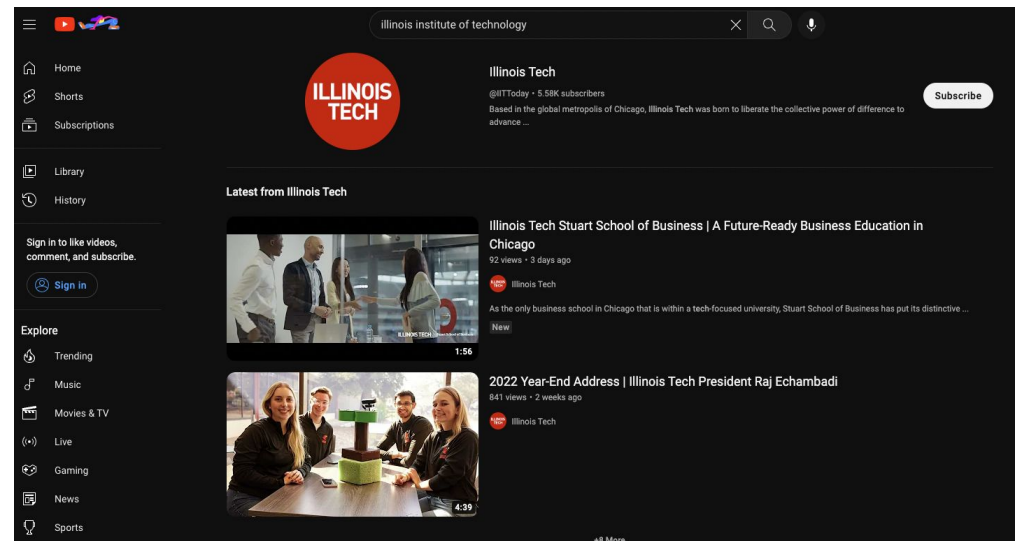 illinois institute of technology
Home
Shorts
Subscriptions
Library
History
Sign in to like videos,
comment, and subscribe.
Sign in
Explore
Trending
Music
Movies & TV
Live
Gaming
News
Sports
ILLINOIS
TECH
Illinois Tech
@IITToday • 5.58K subscribers
Based in the global metropolis of Chicago, Illinois Tech was born to liberate the collective power of difference to
advance ...
Subscribe
Latest from Illinois Tech
ILLINOIS TECH
1:56
Illinois Tech Stuart School of Business | A Future-Ready Business Education in
Chicago
92 views • 3 days ago
Illinois Tech
As the only business school in Chicago that is within a tech-focused university, Stuart School of Business has put its distinctive ...
New
4:39
2022 Year-End Address | Illinois Tech President Raj Echambadi
841 views • 2 weeks ago
Illinois Tech
+8 More